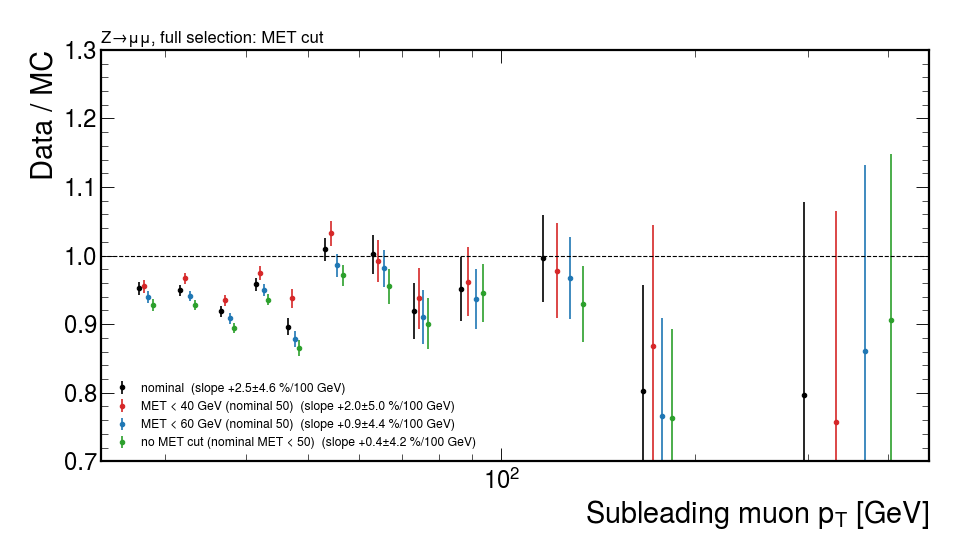 Z→μμ, full selection: MET cut
Data / MC
1.3
1.2
1.1
1.0
0.9
0.8
0.7
nominal (slope +2.5±4.6 %/100 GeV)
MET < 40 GeV (nominal 50) (slope +2.0±5.0 %/100 GeV)
MET < 60 GeV (nominal 50) (slope +0.9±4.4 %/100 GeV)
no MET cut (nominal MET < 50) (slope +0.4±4.2 %/100 GeV)
10²
Subleading muon p_T [GeV]